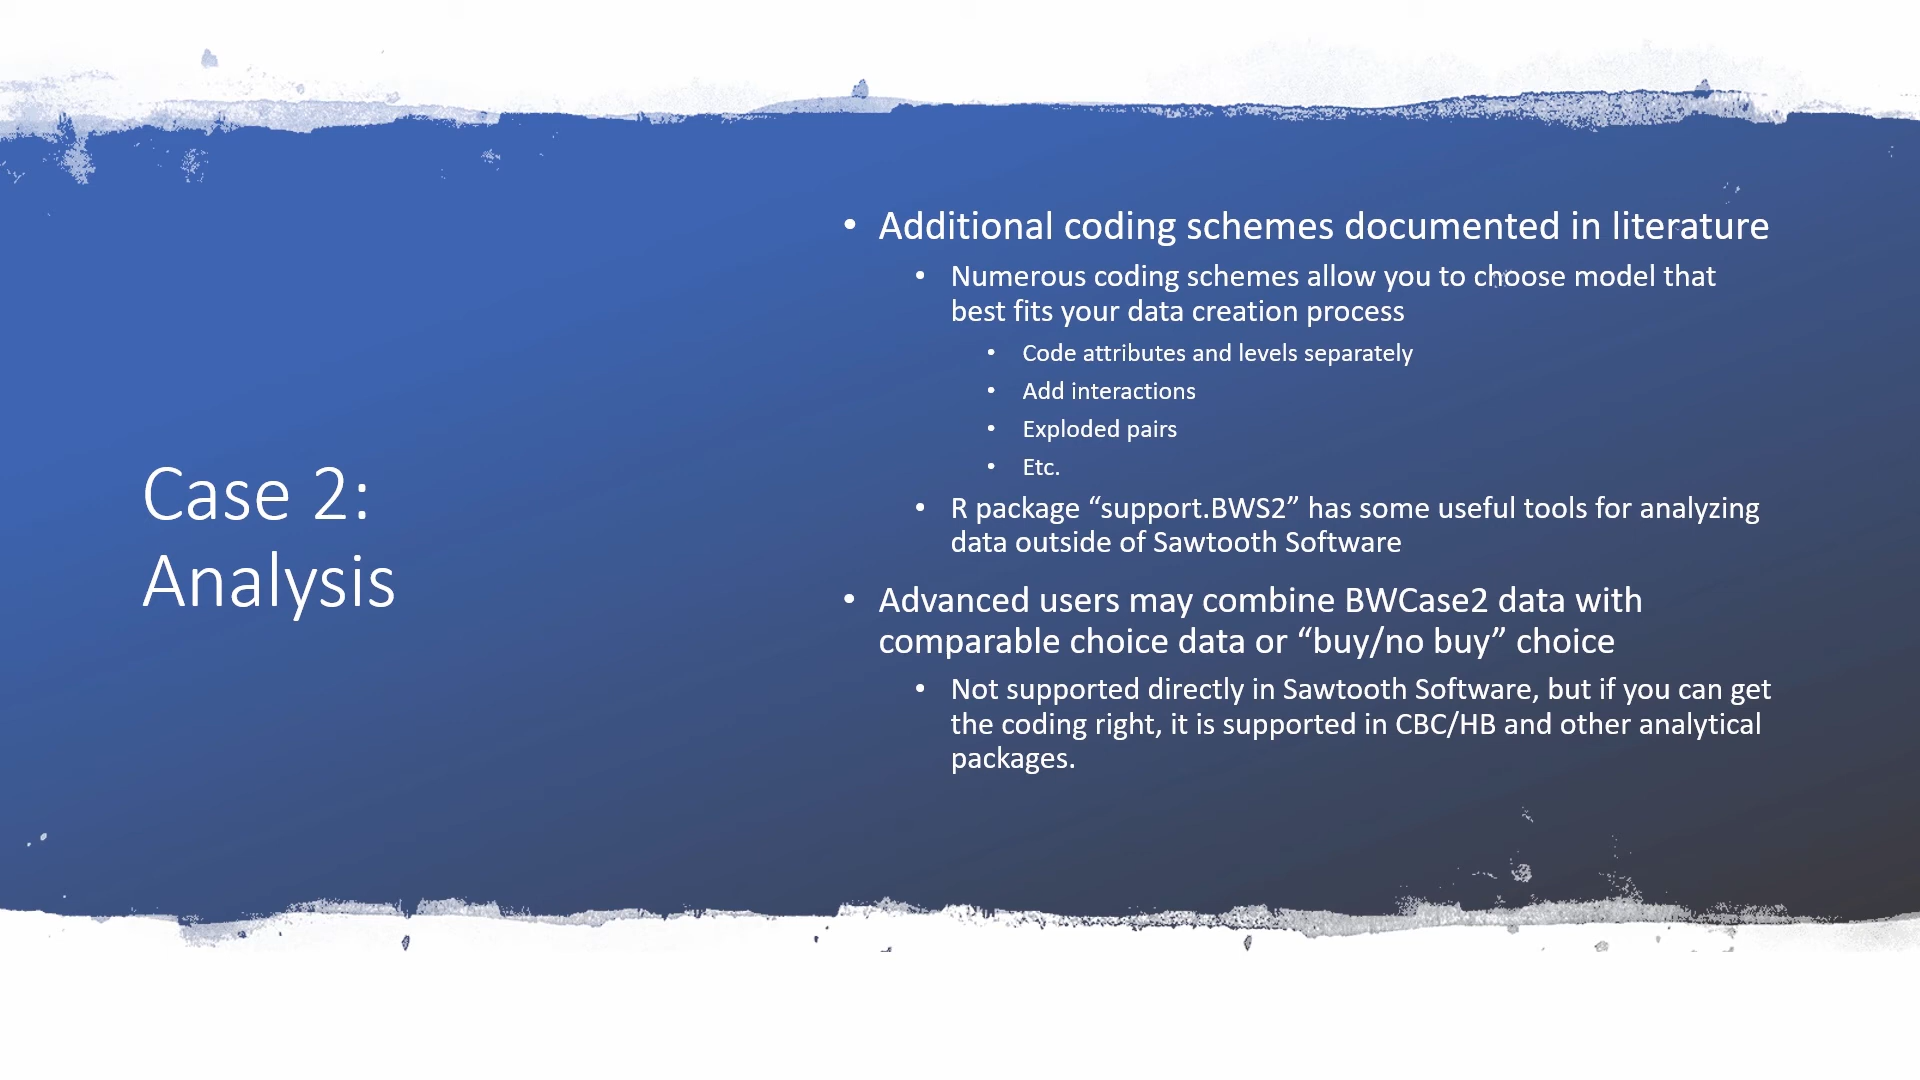 Case 2:
Analysis
• Additional coding schemes documented in literature
• Numerous coding schemes allow you to choose model that
best fits your data creation process
• Code attributes and levels separately
• Add interactions
• Exploded pairs
• Etc.
• R package “support.BWS2” has some useful tools for analyzing
data outside of Sawtooth Software
• Advanced users may combine BWCase2 data with
comparable choice data or “buy/no buy” choice
• Not supported directly in Sawtooth Software, but if you can get
the coding right, it is supported in CBC/HB and other analytical
packages.